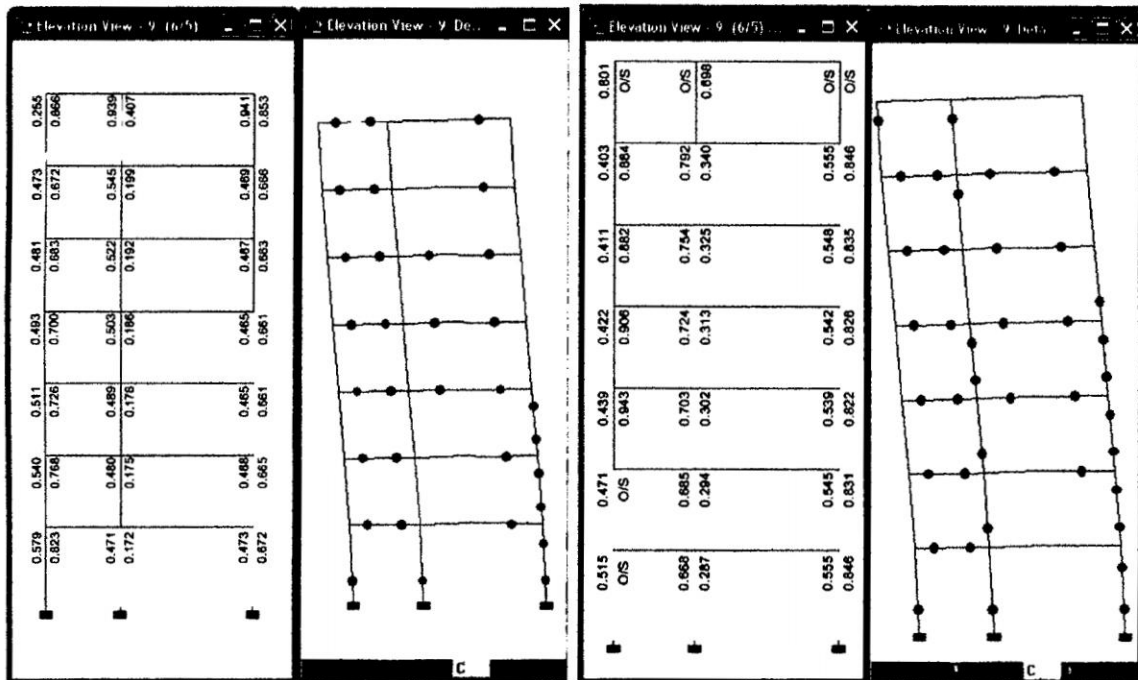 Elevation View - 9 (6/5)
Elevation View - 9 De...
Elevation View - 9 (6/5) ...
Elevation View - 9
0.255 0.866 0.939 0.407 0.941 0.853
0.473 0.672 0.545 0.199 0.469 0.666
0.481 0.683 0.522 0.192 0.487 0.663
0.493 0.700 0.503 0.186 0.465 0.661
0.511 0.726 0.489 0.178 0.465 0.661
0.540 0.768 0.480 0.175 0.468 0.665
0.579 0.823 0.471 0.172 0.473 0.672
C
0.801 O/S O/S 0.898 O/S O/S
0.403 0.884 0.792 0.340 0.555 0.846
0.411 0.882 0.754 0.325 0.548 0.835
0.422 0.906 0.724 0.313 0.542 0.826
0.439 0.943 0.703 0.302 0.539 0.822
0.471 O/S 0.685 0.294 0.545 0.831
0.515 O/S 0.668 0.287 0.555 0.846
C